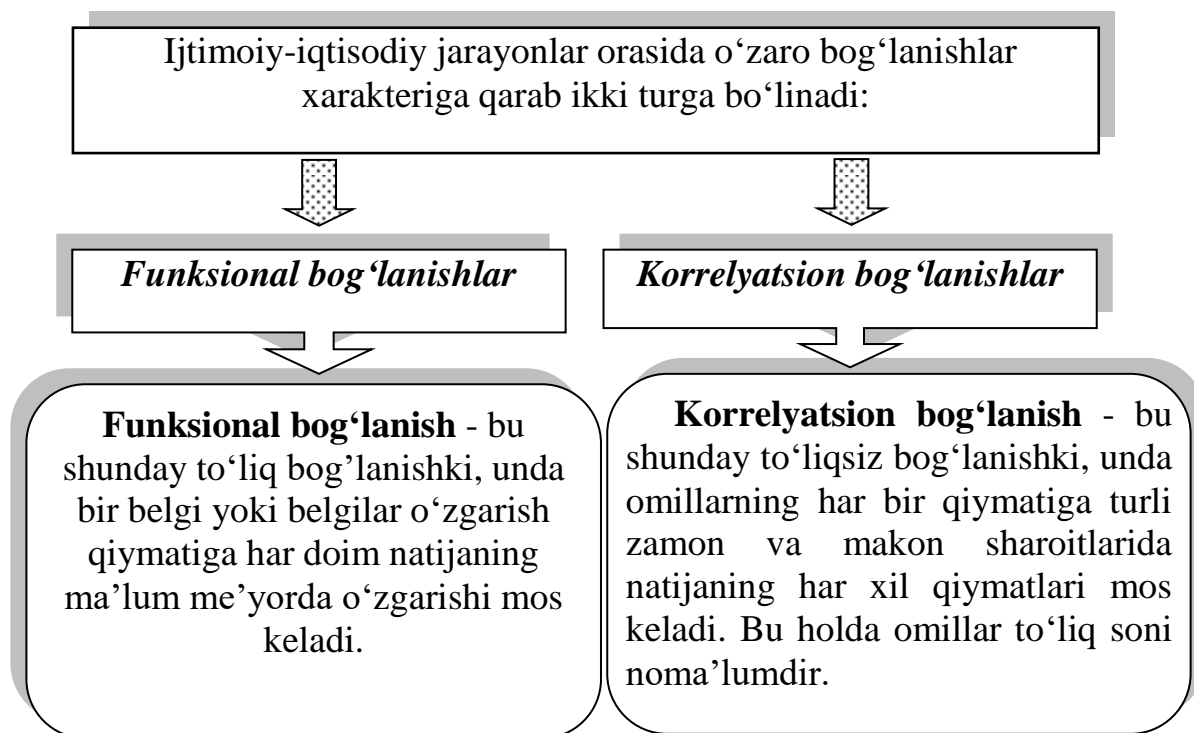 Ijtimoiy-iqtisodiy jarayonlar orasida o‘zaro bog‘lanishlar
xarakteriga qarab ikki turga bo‘linadi:
Funksional bog‘lanishlar
Korrelyatsion bog‘lanishlar
Funksional bog‘lanish - bu
shunday to‘liq bog’lanishki, unda
bir belgi yoki belgilar o‘zgarish
qiymatiga har doim natijaning
ma’lum me’yorda o‘zgarishi mos
keladi.
Korrelyatsion bog‘lanish - bu
shunday to‘liqsiz bog‘lanishki, unda
omillarning har bir qiymatiga turli
zamon va makon sharoitlarida
natijaning har xil qiymatlari mos
keladi. Bu holda omillar to‘liq soni
noma’lumdir.